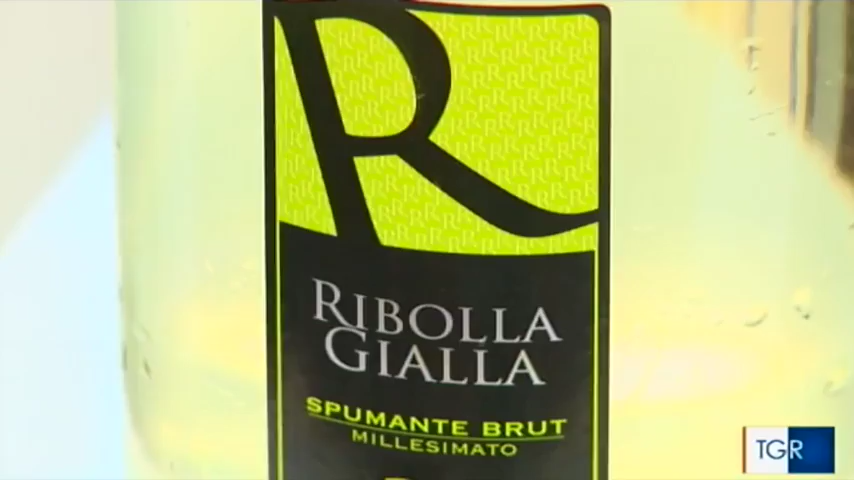 R
RIBOLLA
GIALLA
SPUMANTE BRUT
MILLESIMATO
TGR